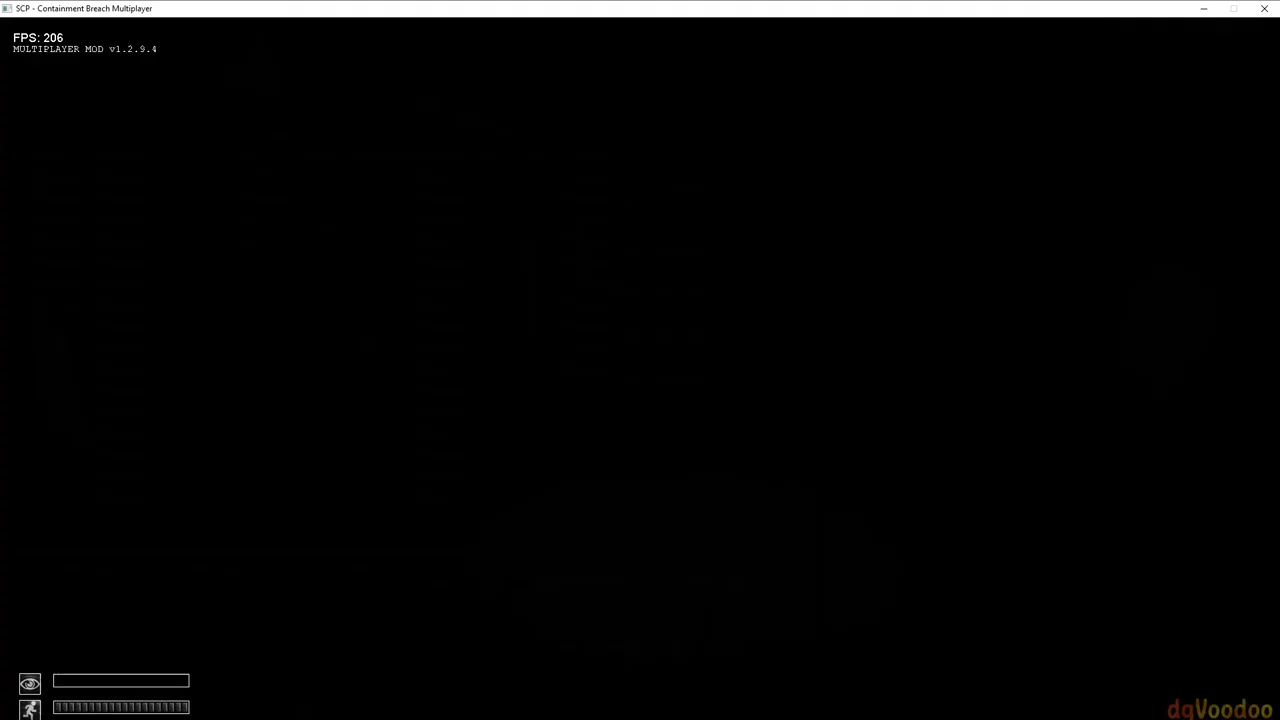 SCP - Containment Breach Multiplayer
FPS: 206
MULTIPLAYER MOD v1.2.9.4
dgVoodoo